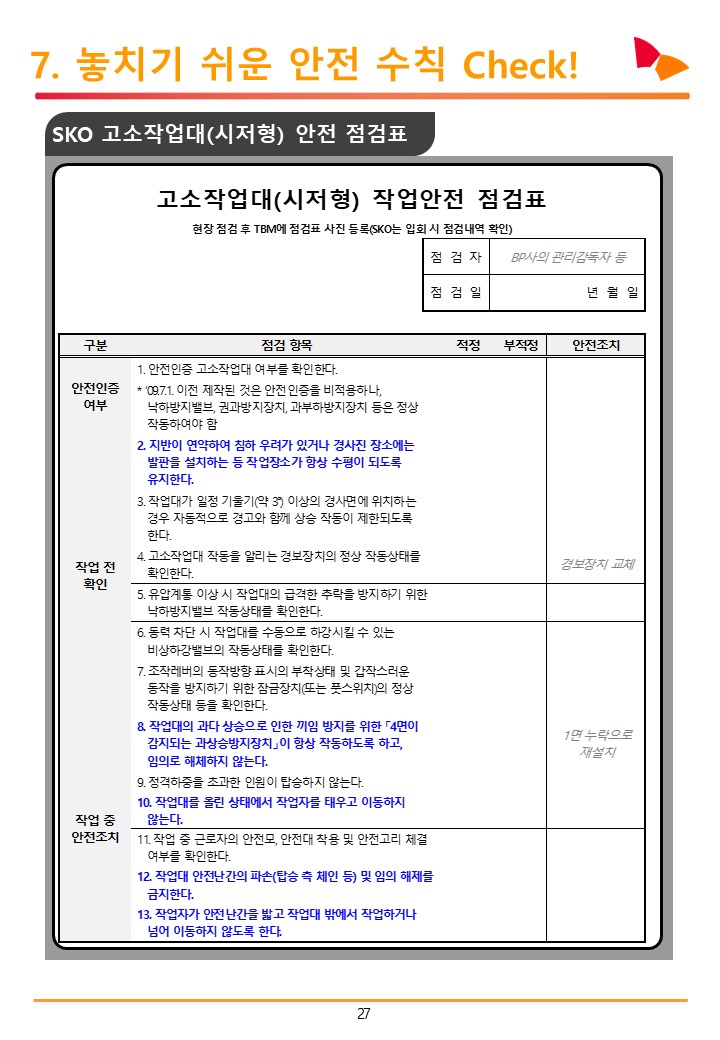 7. 놓치기 쉬운 안전 수칙 Check!
SKO 고소작업대(시저형) 안전 점검표
고소작업대(시저형) 작업안전 점검표
현장 점검 후 TBM에 점검표 사진 등록(SKO는 입회 시 점검내역 확인)
점 검 자 BP사의 관리감독자 등
점 검 일 년 월 일
구분 점검 항목 적정 부적정 안전조치
안전인증
여부
1. 안전인증 고소작업대 여부를 확인한다.
* ‘09.7.1. 이전 제작된 것은 안전인증을 비적용하나,
낙하방지밸브, 권과방지장치, 과부하방지장치 등은 정상
작동하여야 함
작업 전
확인
2. 지반이 연약하여 침하 우려가 있거나 경사진 장소에는
발판을 설치하는 등 작업장소가 항상 수평이 되도록
유지한다.
3. 작업대가 일정 기울기(약 3°) 이상의 경사면에 위치하는
경우 자동적으로 경고와 함께 상승 작동이 제한되도록
한다.
4. 고소작업대 작동을 알리는 경보장치의 정상 작동상태를
확인한다.
경보장치 교체
5. 유압계통 이상 시 작업대의 급격한 추락을 방지하기 위한
낙하방지밸브 작동상태를 확인한다.
6. 동력 차단 시 작업대를 수동으로 하강시킬 수 있는
비상하강밸브의 작동상태를 확인한다.
7. 조작레버의 동작방향 표시의 부착상태 및 갑작스러운
동작을 방지하기 위한 잠금장치(또는 풋스위치)의 정상
작동상태 등을 확인한다.
작업 중
안전조치
8. 작업대의 과다 상승으로 인한 끼임 방지를 위한 「4면이
감지되는 과상승방지장치」이 항상 작동하도록 하고,
임의로 해체하지 않는다.
1면 누락으로
재설치
9. 정격하중을 초과한 인원이 탑승하지 않는다.
10. 작업대를 올린 상태에서 작업자를 태우고 이동하지
않는다.
11. 작업 중 근로자의 안전모, 안전대 착용 및 안전고리 체결
여부를 확인한다.
12. 작업대 안전난간의 파손(탑승 측 체인 등) 및 임의 해제를
금지한다.
13. 작업자가 안전난간을 밟고 작업대 밖에서 작업하거나
넘어 이동하지 않도록 한다.
27